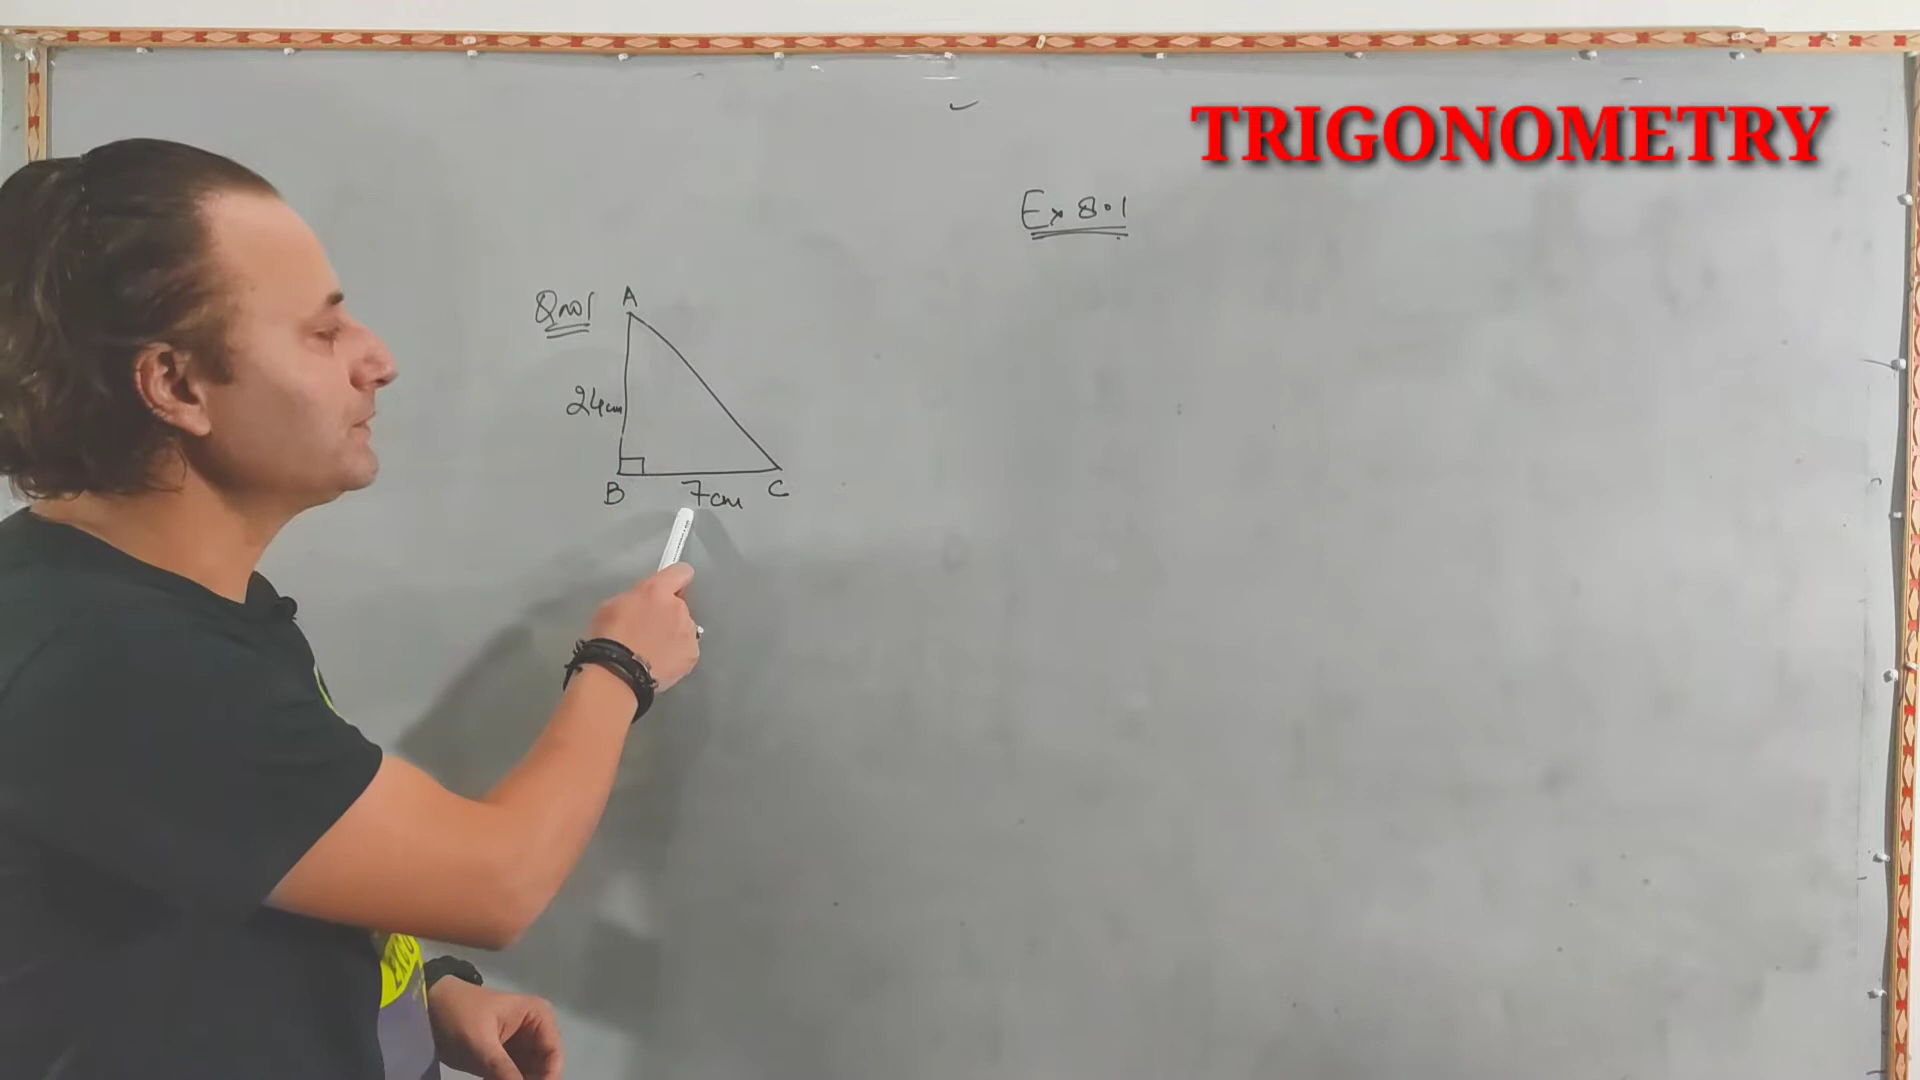 TRIGONOMETRY
Ex 8.1
Qno1
A
24cm
B 7cm C